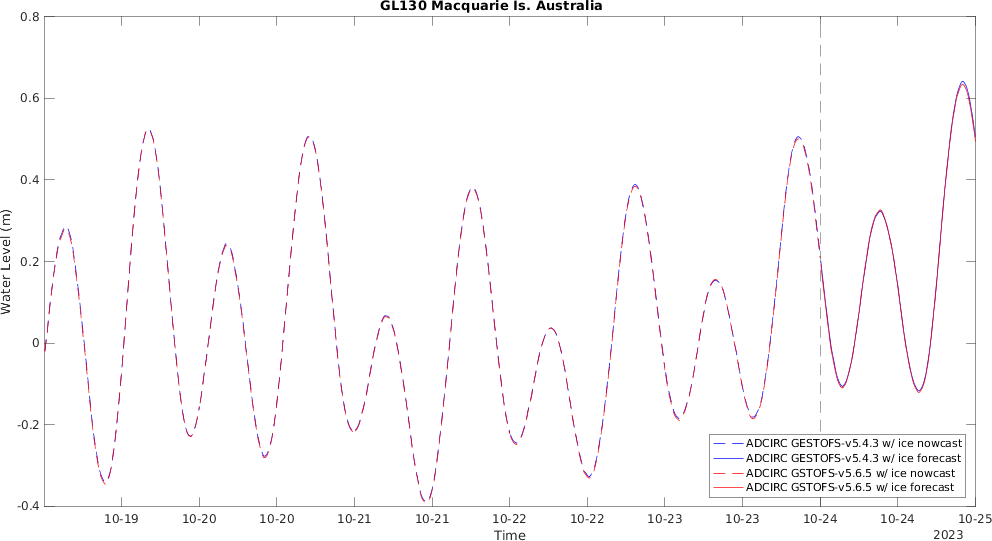 GL130 Macquarie Is. Australia
0.8
0.6
0.4
0.2
0
-0.2
-0.4
Water Level (m)
ADCIRC GESTOFS-v5.4.3 w/ ice nowcast
ADCIRC GESTOFS-v5.4.3 w/ ice forecast
ADCIRC GSTOFS-v5.6.5 w/ ice nowcast
ADCIRC GSTOFS-v5.6.5 w/ ice forecast
10-19 10-20 10-20 10-21 10-21 10-22 10-22 10-23 10-23 10-24 10-24 10-25
Time
2023